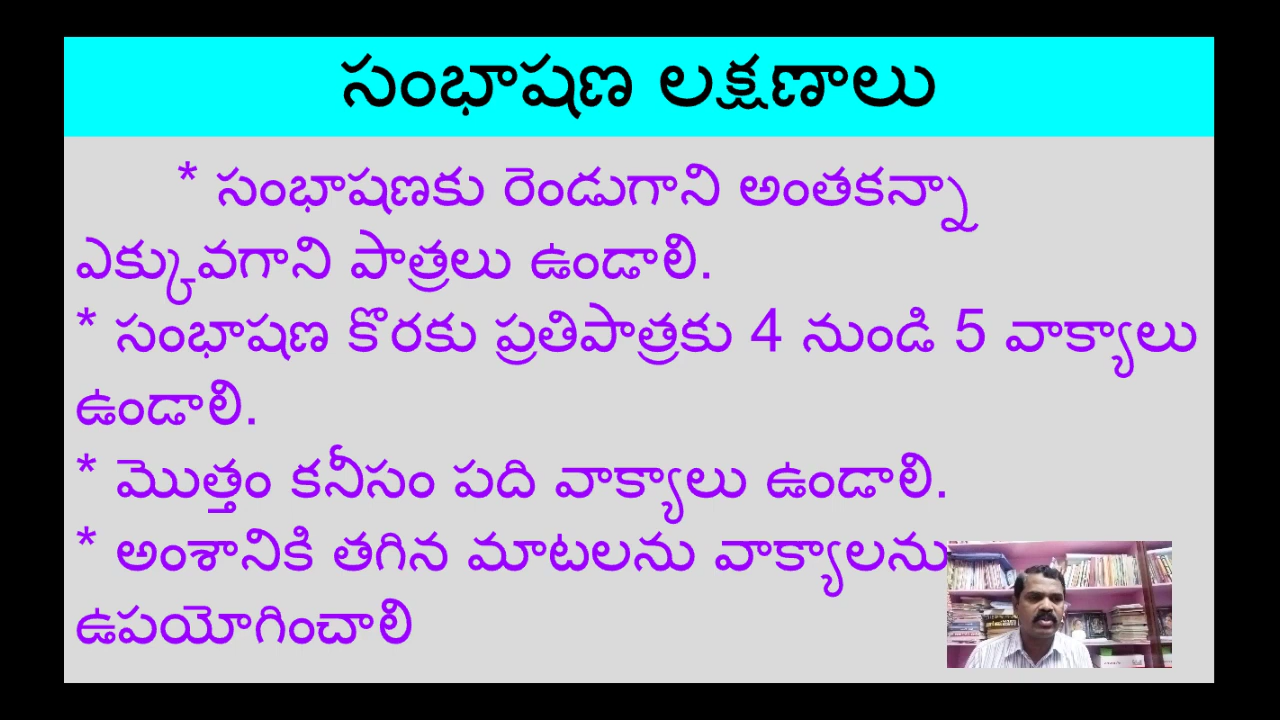 సంభాషణ లక్షణాలు
* సంభాషణకు రెండుగాని అంతకన్నా
ఎక్కువగాని పాత్రలు ఉండాలి.
* సంభాషణ కొరకు ప్రతిపాత్రకు 4 నుండి 5 వాక్యాలు
ఉండాలి.
* మొత్తం కనీసం పది వాక్యాలు ఉండాలి.
* అంశానికి తగిన మాటలను వాక్యాలను
ఉపయోగించాలి